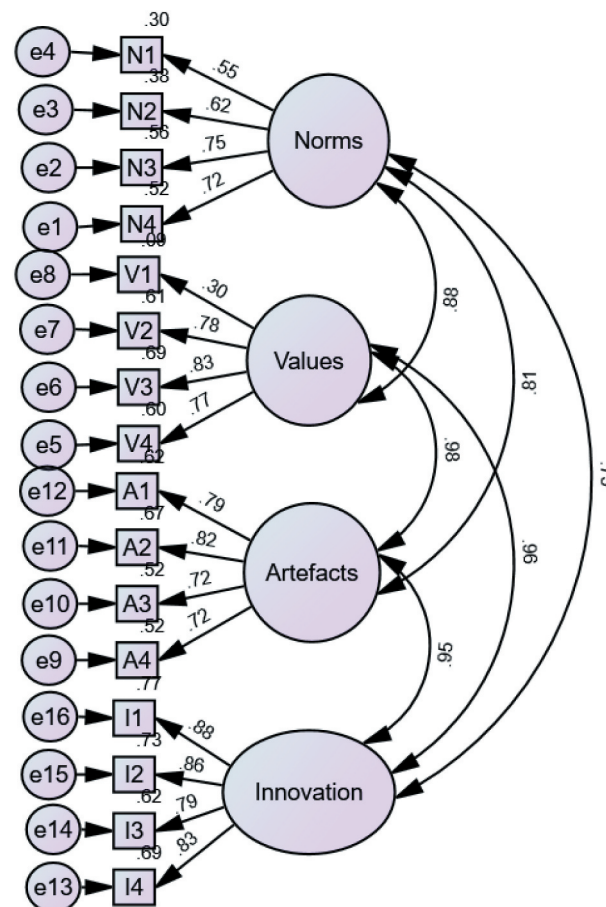 .30
e4 N1 .55
.38
e3 N2 .62
.56
e2 N3 .75
Norms
.52
e1 N4 .72
.09
e8 V1 .30
.88
.61
e7 V2 .78
.69
e6 V3 .83
Values
.81
.60
e5 V4 .77
.86
.62
e12 A1 .79
.67
e11 A2 .82
.96
.52
e10 A3 .72
Artefacts
.52
e9 A4 .72
.95
.77
e16 I1 .88
.73
e15 I2 .86
Innovation
.62
e14 I3 .79
.69
e13 I4 .83